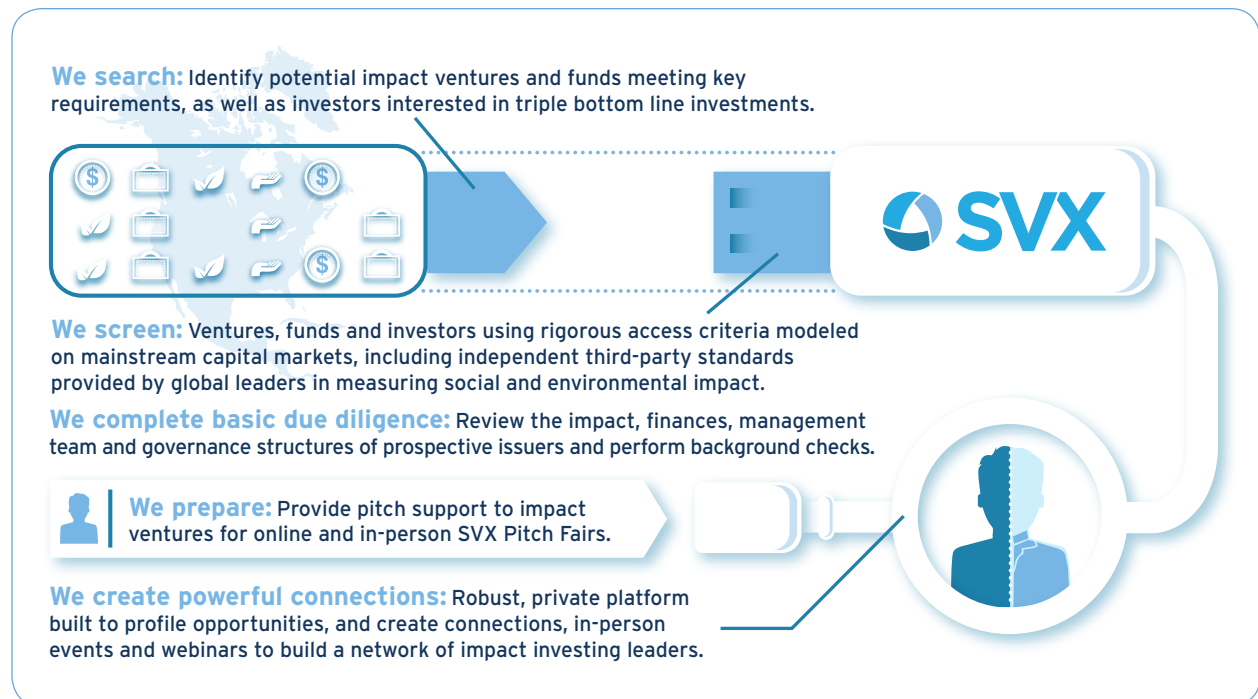 We search: Identify potential impact ventures and funds meeting key
requirements, as well as investors interested in triple bottom line investments.
$ $
SVX
$
We screen: Ventures, funds and investors using rigorous access criteria modeled
on mainstream capital markets, including independent third-party standards
provided by global leaders in measuring social and environmental impact.
We complete basic due diligence: Review the impact, finances, management
team and governance structures of prospective issuers and perform background checks.
We prepare: Provide pitch support to impact
ventures for online and in-person SVX Pitch Fairs.
We create powerful connections: Robust, private platform
built to profile opportunities, and create connections, in-person
events and webinars to build a network of impact investing leaders.